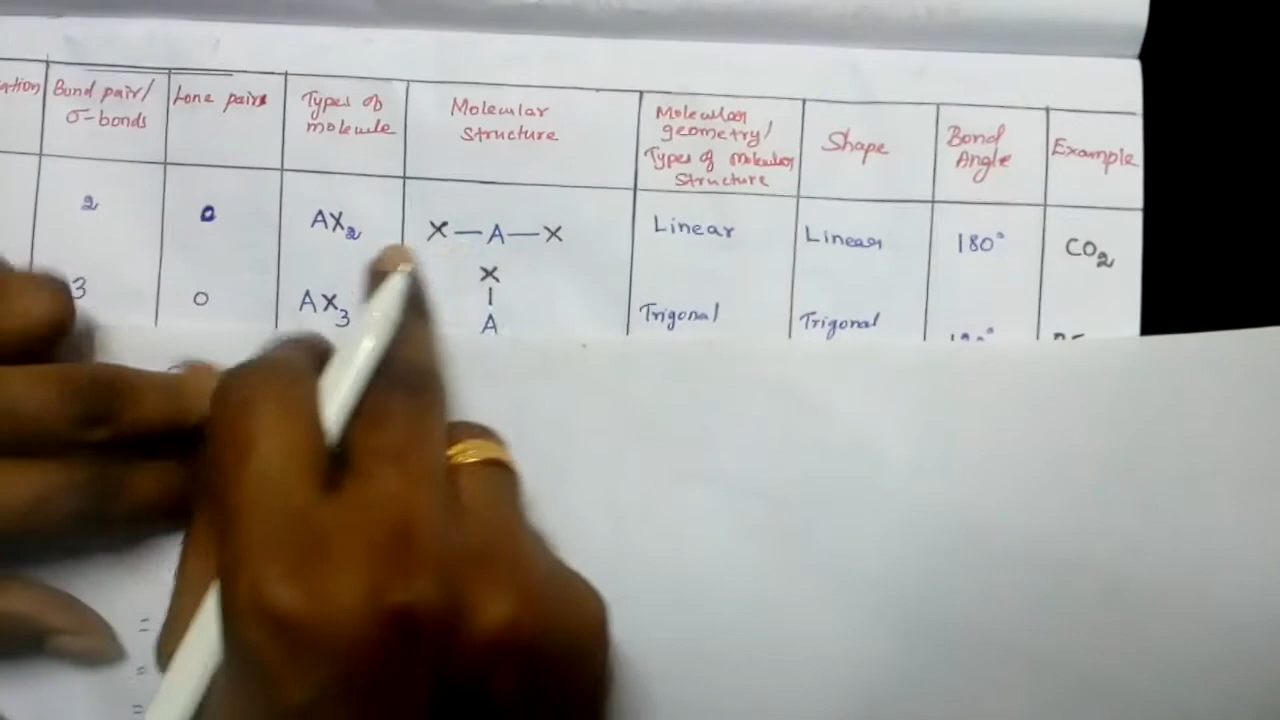 Bond pair/
σ-bonds
Lone pairs
Types of
molecule
Molecular
Structure
Molecular
geometry/
Types of Molecular
Structure
Shape
Bond
Angle
Example
2
0
AX₂
X—A—X
Linear
Linear
180°
CO₂
3
0
AX₃
X
|
A
Trigonal
Trigonal